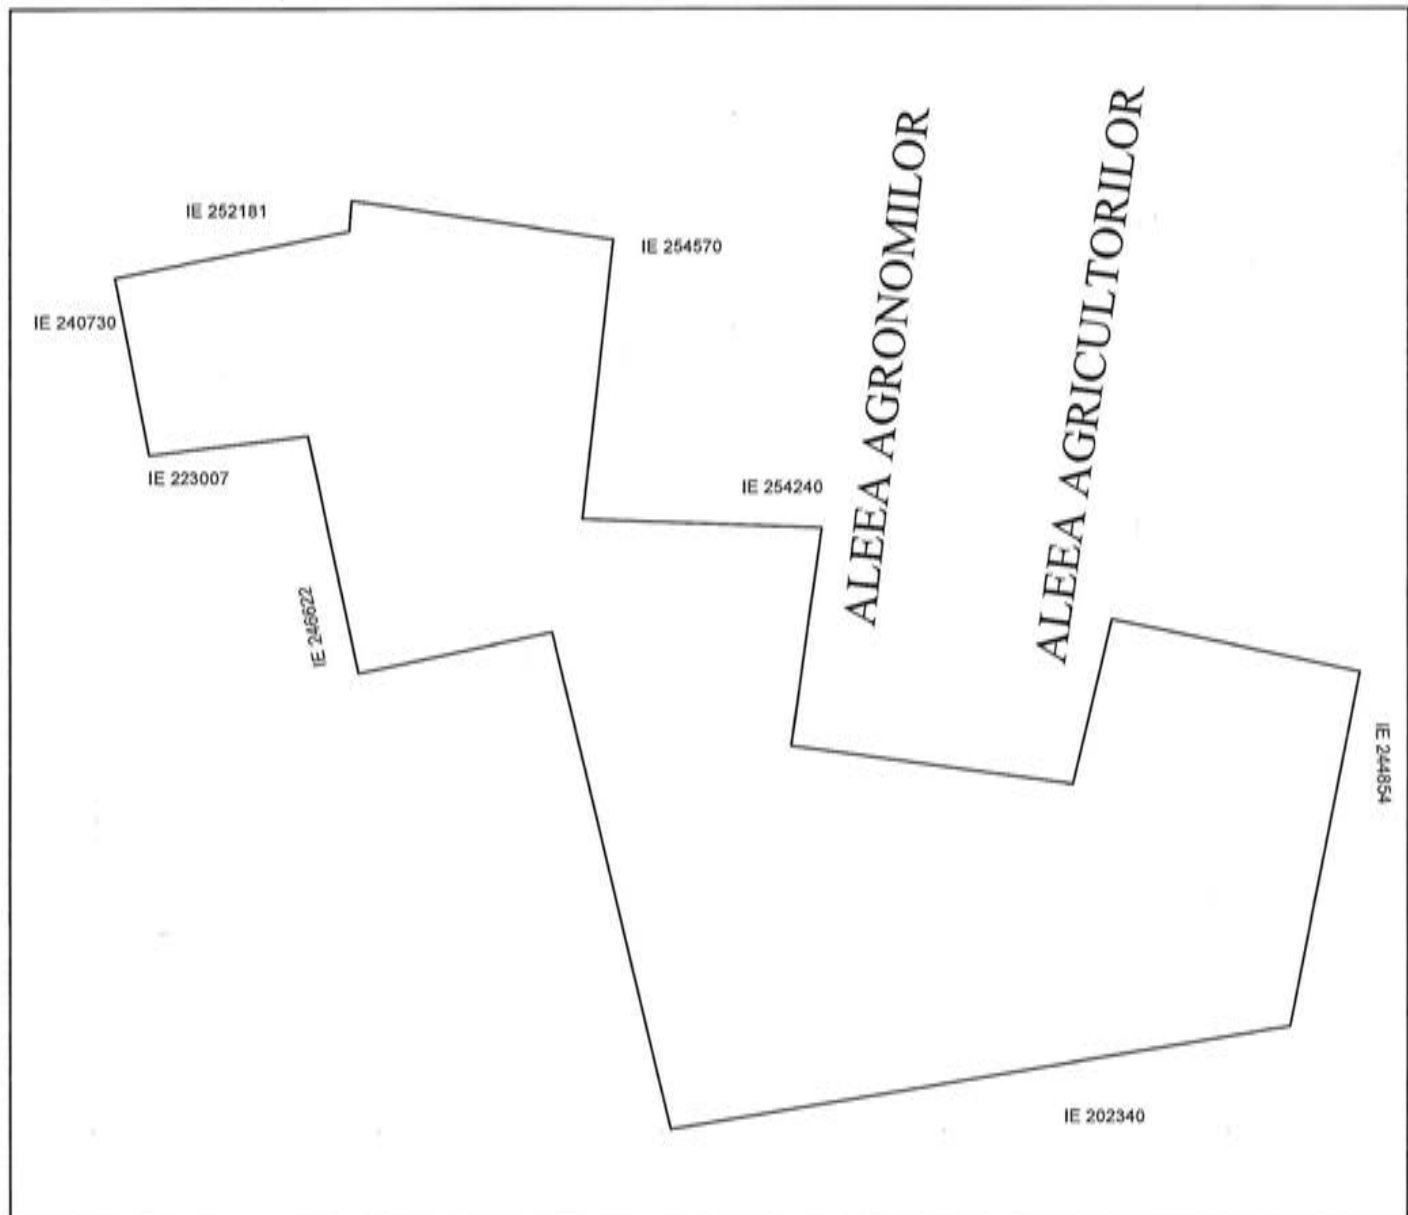 IE 252181
IE 254570
IE 240730
IE 223007
IE 254240
ALEEA AGRONOMILOR
ALEEA AGRICULTORILOR
IE 246622
IE 244854
IE 202340